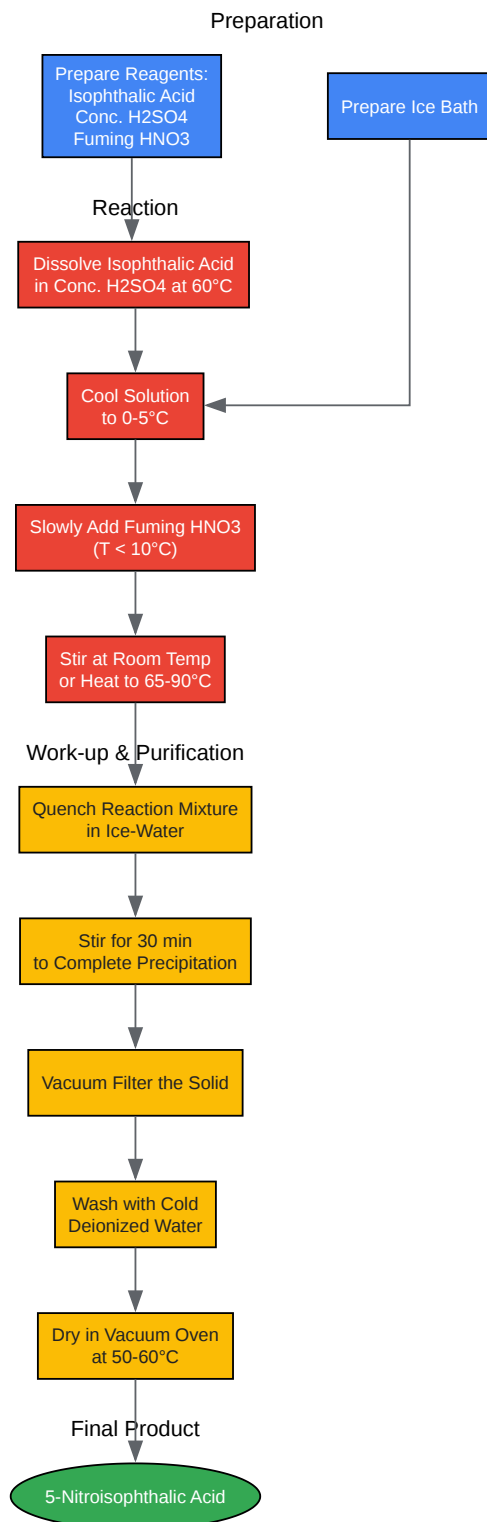 Preparation
Prepare Reagents:
Isophthalic Acid
Conc. H2SO4
Fuming HNO3
Prepare Ice Bath
Reaction
Dissolve Isophthalic Acid
in Conc. H2SO4 at 60°C
Cool Solution
to 0-5°C
Slowly Add Fuming HNO3
(T < 10°C)
Stir at Room Temp
or Heat to 65-90°C
Work-up & Purification
Quench Reaction Mixture
in Ice-Water
Stir for 30 min
to Complete Precipitation
Vacuum Filter the Solid
Wash with Cold
Deionized Water
Dry in Vacuum Oven
at 50-60°C
Final Product
5-Nitroisophthalic Acid